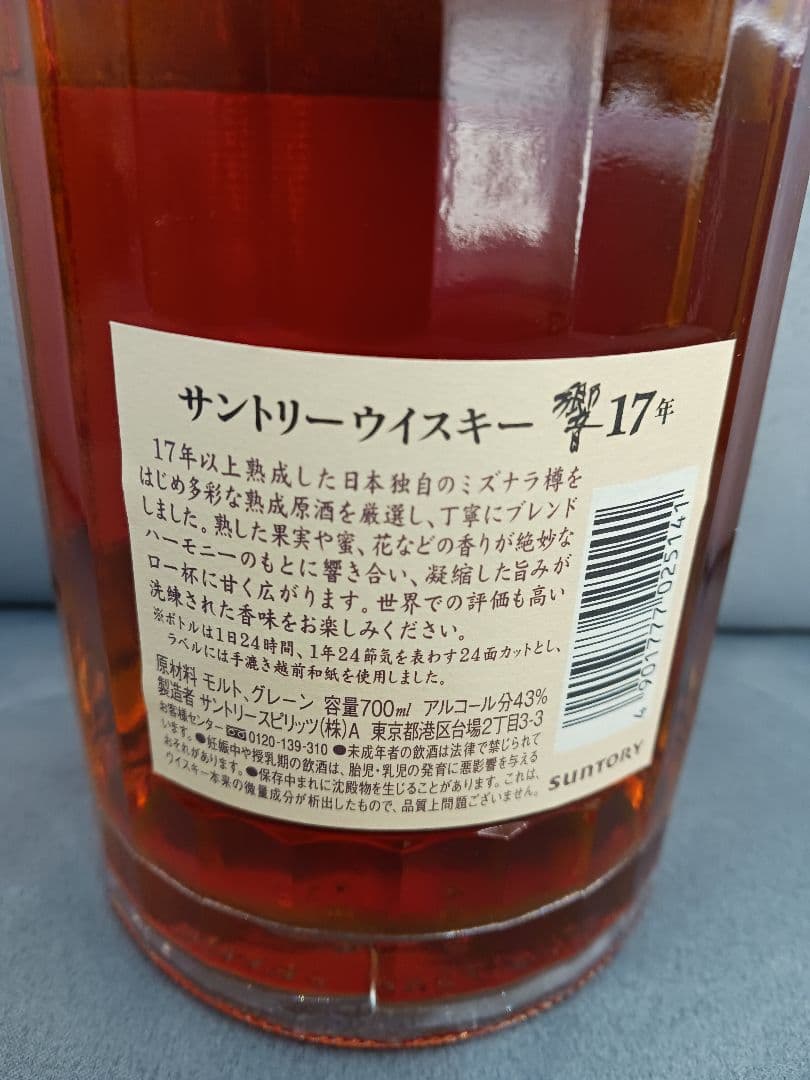 サントリーウイスキー 響 17年
17年以上熟成した日本独自のミズナラ樽を
はじめ多彩な熟成原酒を厳選し、丁寧にブレンド
しました。熟した果実や蜜、花などの香りが絶妙な
ハーモニーのもとに響き合い、凝縮した旨みが
口一杯に甘く広がります。世界での評価も高い
洗練された香味をお楽しみください。
※ボトルは1日24時間、1年24節気を表わす24面カットとし、
ラベルには手漉き越前和紙を使用しました。
原材料 モルト、グレーン 容量700ml アルコール分43%
製造者 サントリースピリッツ(株)A 東京都港区台場2丁目3-3
お客様センター 0120-139-310 ●未成年者の飲酒は法律で禁じられて
います。●妊娠中や授乳期の飲酒は、胎児・乳児の発育に悪影響を与える
おそれがあります。●保存中まれに沈殿物を生じることがあります。これは、
ウイスキー本来の微量成分が析出したもので、品質上問題ございません。
4 901777 025141
SUNTORY